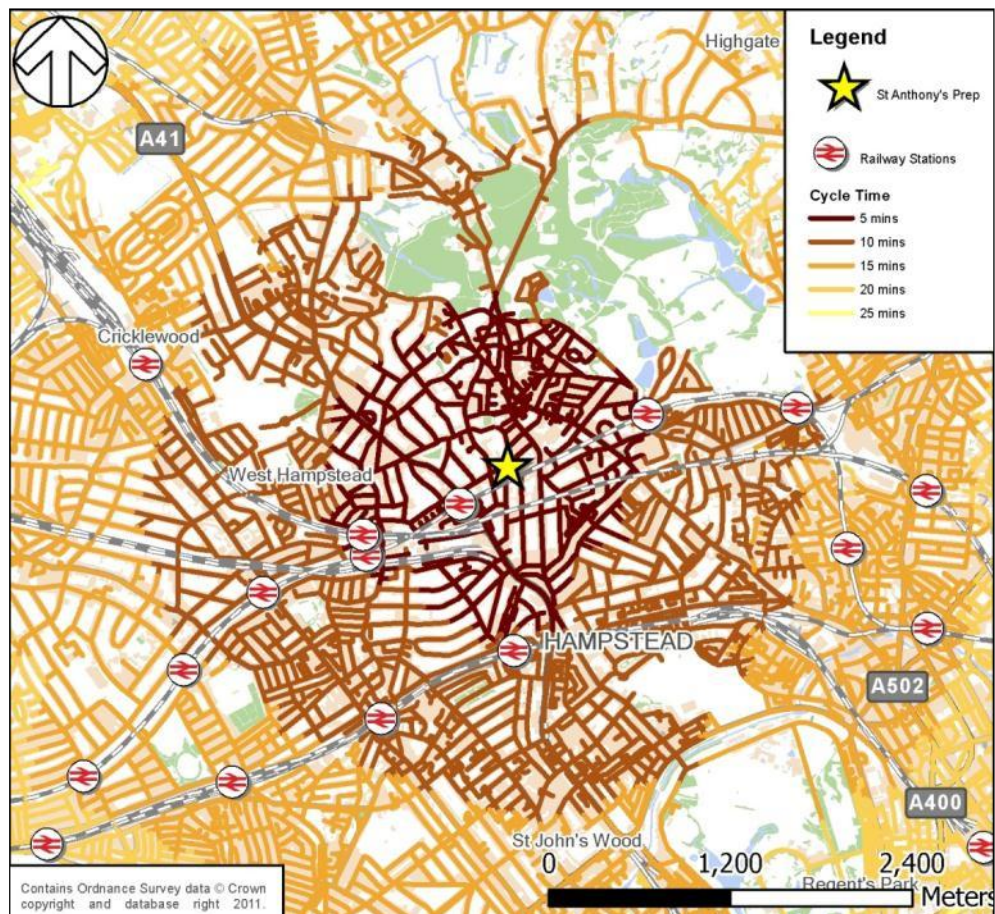 Highgate
Legend
St Anthony's Prep
Railway Stations
Cycle Time
5 mins
10 mins
15 mins
20 mins
25 mins
A41
Cricklewood
West Hampstead
HAMPSTEAD
A502
A400
St John's Wood
0 1,200 2,400
Regent's Park
Meters
Contains Ordnance Survey data © Crown
copyright and database right 2011.